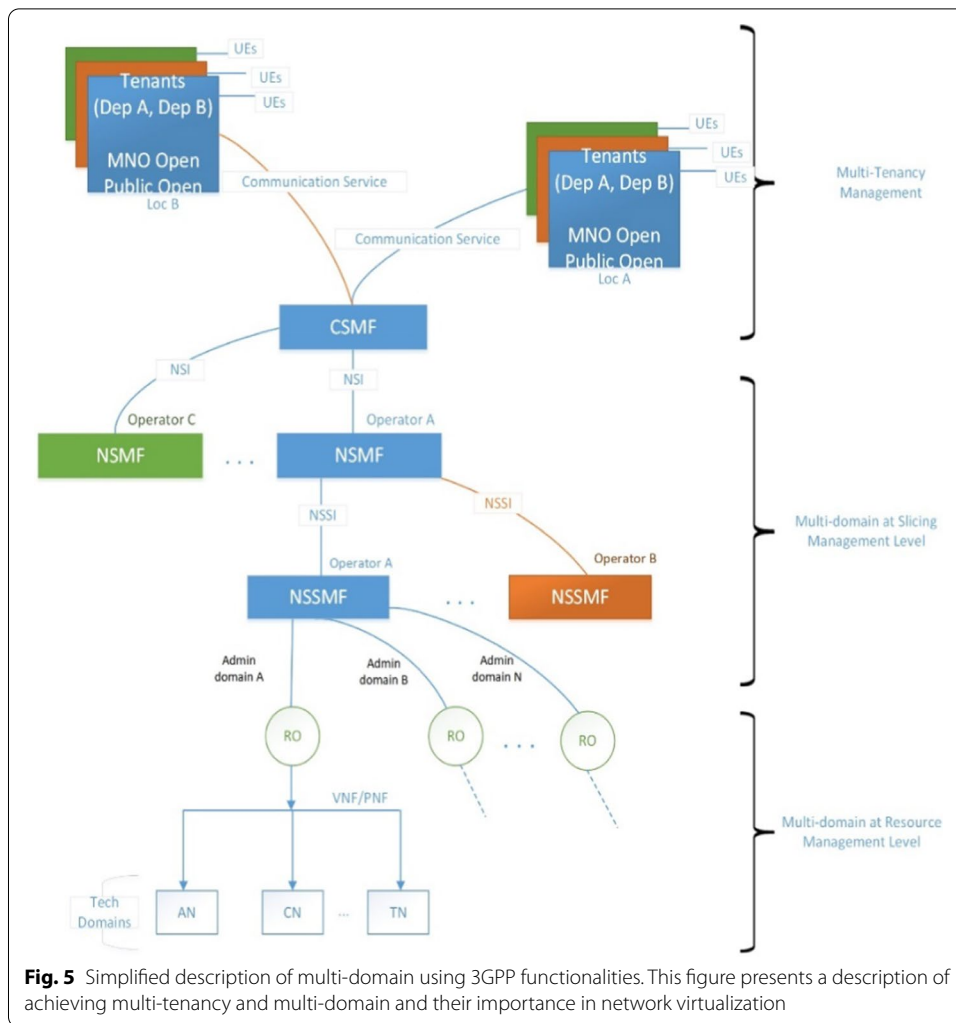 UEs
UEs
UEs
Tenants
(Dep A, Dep B)
MNO Open
Public Open
Loc B
Communication Service
UEs
UEs
UEs
Tenants
(Dep A, Dep B)
MNO Open
Public Open
Loc A
Communication Service
Multi-Tenancy
Management
CSMF
NSI
NSI
Operator C
Operator A
NSMF
...
NSMF
NSSI
NSSI
Operator A
Operator B
NSSMF
...
NSSMF
Multi-domain at Slicing
Management Level
Admin
domain A
Admin
domain B
Admin
domain N
RO
RO
...
RO
VNF/PNF
Multi-domain at Resource
Management Level
Tech
Domains
AN
CN
...
TN
Fig. 5 Simplified description of multi-domain using 3GPP functionalities. This figure presents a description of
achieving multi-tenancy and multi-domain and their importance in network virtualization